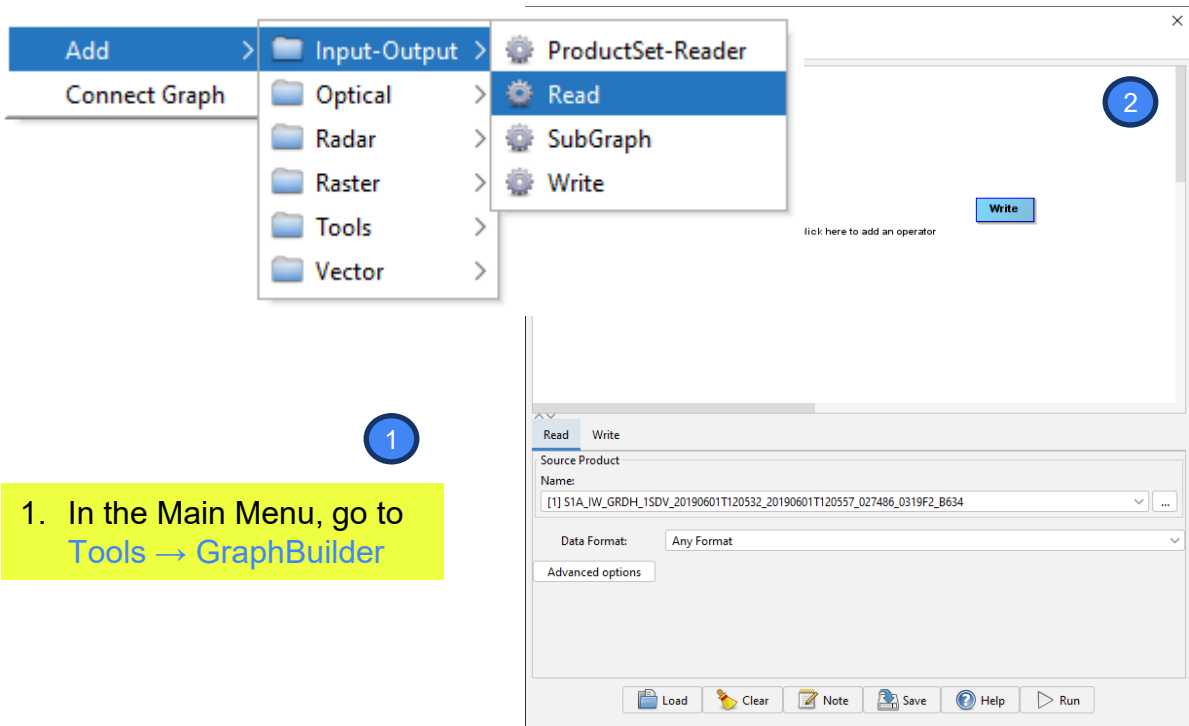 Add
Connect Graph
Input-Output
Optical
Radar
Raster
Tools
Vector
ProductSet-Reader
Read
SubGraph
Write
2
Write
lick here to add an operator
1
1. In the Main Menu, go to
Tools → GraphBuilder
Read Write
Source Product
Name:
[1] S1A_IW_GRDH_1SDV_20190601T120532_20190601T120557_027486_0319F2_B634
...
Data Format: Any Format
Advanced options
Load Clear Note Save Help Run